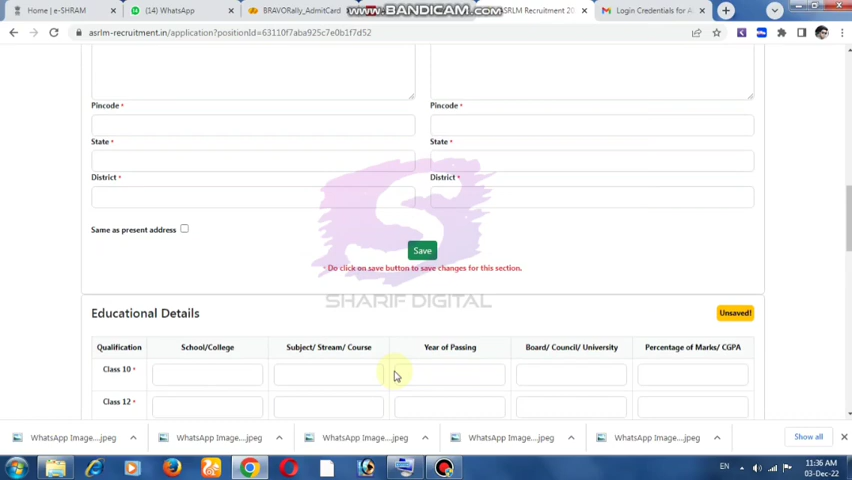 Home | e-SHRAM
(14) WhatsApp
BRAVORally_AdmitCard
WWW.BANDICAM.COM
SRLM Recruitment 20
Login Credentials for A
asrlm-recruitment.in/application?positionId=63110f7aba925c7e0b1f7d52
Pincode *
Pincode *
State *
State *
District *
District *
Same as present address
Save
* Do click on save button to save changes for this section.
SHARIF DIGITAL
Educational Details
Unsaved!
Qualification School/College Subject/ Stream/ Course Year of Passing Board/ Council/ University Percentage of Marks/ CGPA
Class 10 *
Class 12 *
WhatsApp Image....jpeg
WhatsApp Image....jpeg
WhatsApp Image....jpeg
WhatsApp Image....jpeg
WhatsApp Image....jpeg
Show all
EN
11:36 AM
03-Dec-22